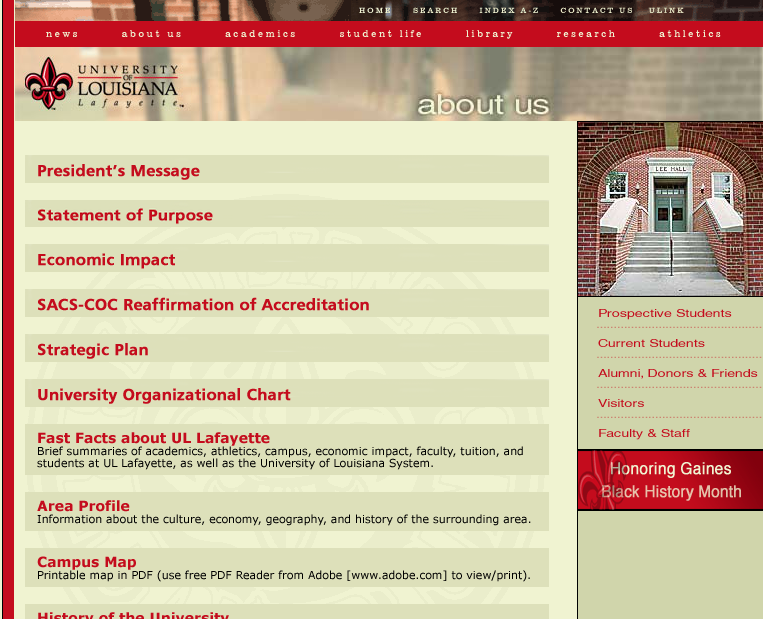 HOME SEARCH INDEX A-Z CONTACT US ULINK
news about us academics student life library research athletics
UNIVERSITY
OF
LOUISIANA
Lafayette™
about us
LEE HALL
President's Message
Statement of Purpose
Economic Impact
SACS-COC Reaffirmation of Accreditation
Strategic Plan
University Organizational Chart
Fast Facts about UL Lafayette
Brief summaries of academics, athletics, campus, economic impact, faculty, tuition, and
students at UL Lafayette, as well as the University of Louisiana System.
Area Profile
Information about the culture, economy, geography, and history of the surrounding area.
Campus Map
Printable map in PDF (use free PDF Reader from Adobe [www.adobe.com] to view/print).
History of the University
Prospective Students
Current Students
Alumni, Donors & Friends
Visitors
Faculty & Staff
Honoring Gaines
Black History Month